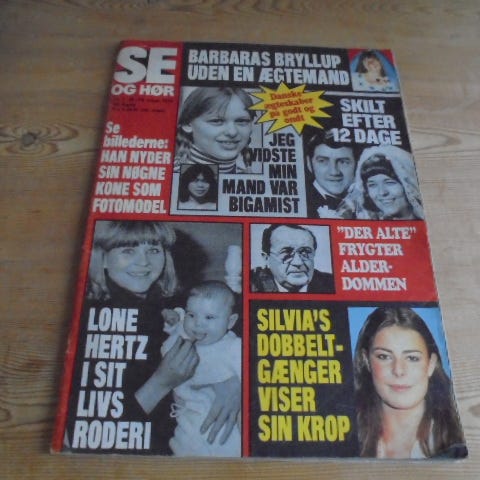 SE
OG HØR
BARBARAS BRYLLUP
UDEN EN ÆGTEMAND
Danske
ægteskaber
på godt og
ondt
SKILT
EFTER
12 DAGE
Se
billederne:
HAN NYDER
SIN NØGNE
KONE SOM
FOTOMODEL
JEG
VIDSTE
MIN
MAND VAR
BIGAMIST
"DER ALTE"
FRYGTER
ALDER-
DOMMEN
LONE
HERTZ
I SIT
LIVS
RODERI
SILVIA'S
DOBBELT-
GÆNGER
VISER
SIN KROP